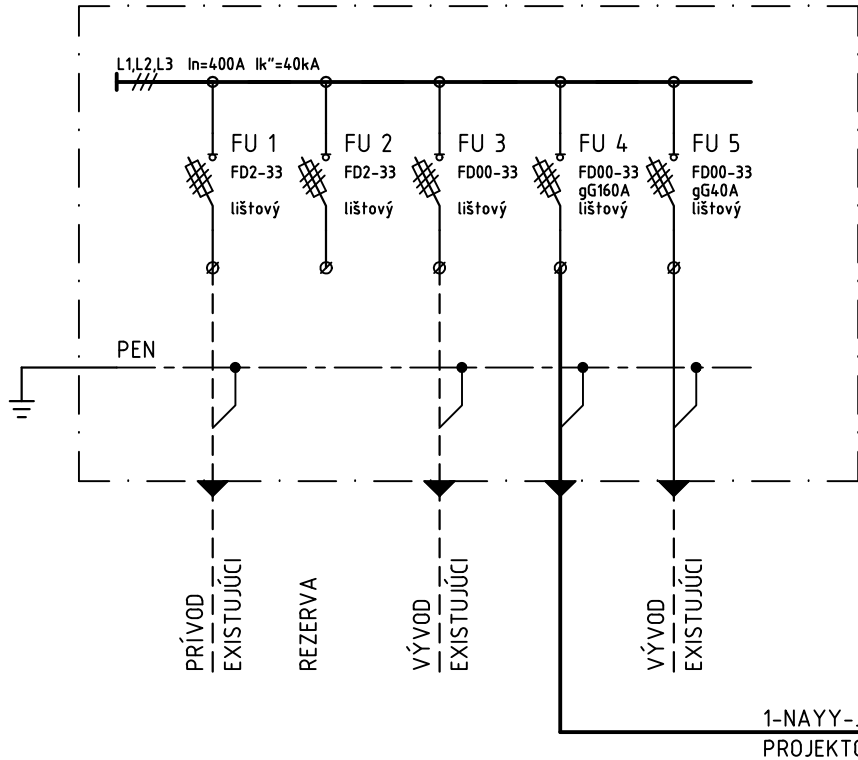 L1,L2,L3 In=400A Ik"=40kA
FU 1
FD2-33
lištový
FU 2
FD2-33
lištový
FU 3
FD00-33
lištový
FU 4
FD00-33
gG160A
lištový
FU 5
FD00-33
gG40A
lištový
PEN
PRÍVOD
EXISTUJÚCI
REZERVA
VÝVOD
EXISTUJÚCI
VÝVOD
EXISTUJÚCI
1-NAYY-